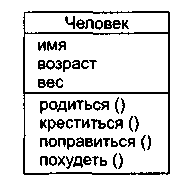 Человек
имя
возраст
вес
родиться ()
креститься ()
поправиться ()
похудеть ()